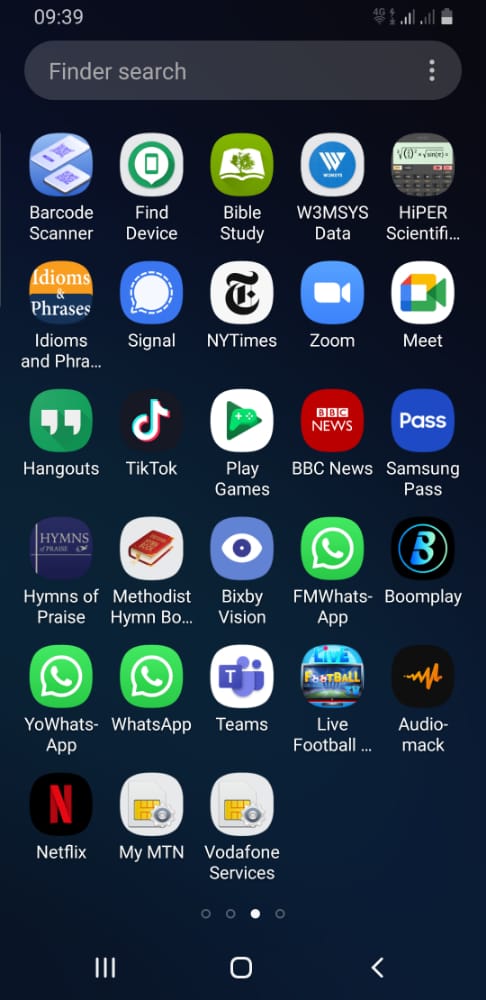 09:39
4G
Finder search
Barcode
Scanner
Find
Device
Bible
Study
W3MSYS
W3MSYS
Data
HiPER
Scientifi...
Idioms
&
Phrases
Idioms
and Phra...
Signal
NYTimes
Zoom
Meet
Hangouts
TikTok
Play
Games
BBC
NEWS
BBC News
Pass
Samsung
Pass
HYMNS
of PRAISE
Hymns of
Praise
Methodist
Hymn Bo...
Bixby
Vision
FMWhats-
App
B
Boomplay
YoWhats-
App
WhatsApp
T
Teams
LIVE
FOOTBALL
TV
Live
Football ...
Audio-
mack
N
Netflix
My MTN
Vodafone
Services